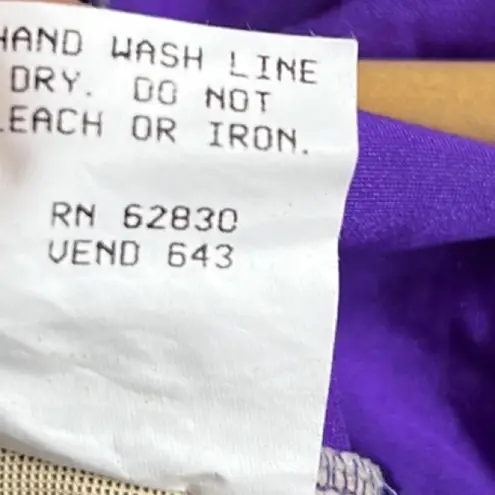 HAND WASH LINE
DRY. DO NOT
LEACH OR IRON.
RN 62830
VEND 643